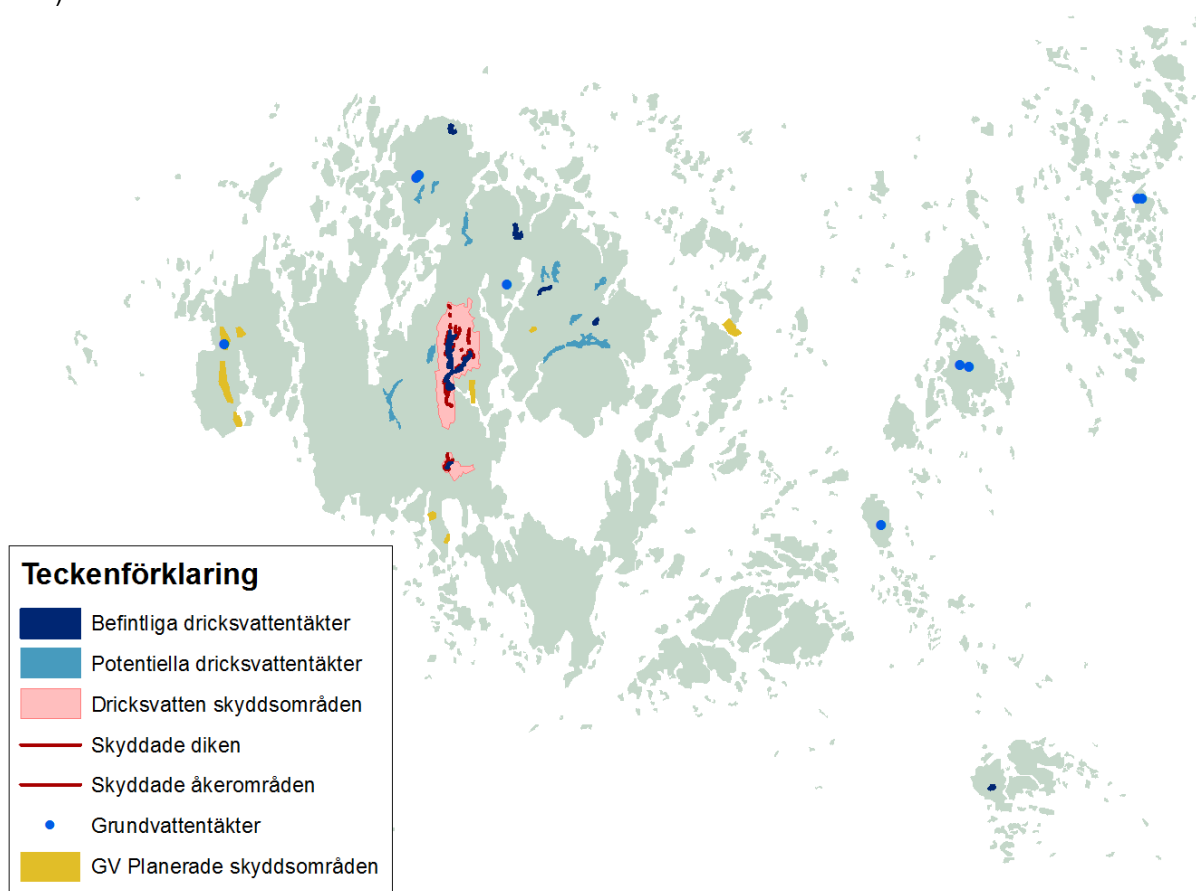 Teckenförklaring
Befintliga dricksvattentäkter
Potentiella dricksvattentäkter
Dricksvatten skyddsområden
Skyddade diken
Skyddade åkerområden
Grundvattentäkter
GV Planerade skyddsområden